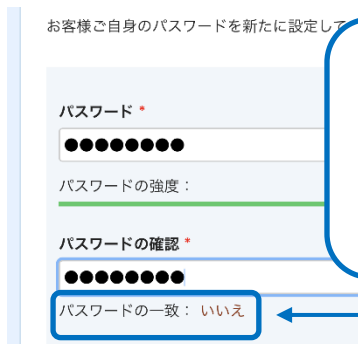 お客様ご自身のパスワードを新たに設定して
パスワード *
●●●●●●●●
パスワードの強度：
パスワードの確認 *
●●●●●●●●
パスワードの一致： いいえ